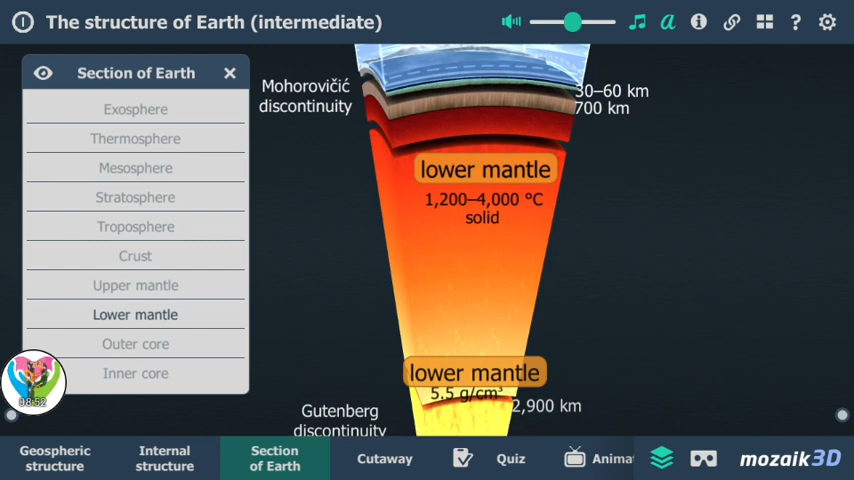 The structure of Earth (intermediate)
Section of Earth
Exosphere
Thermosphere
Mesosphere
Stratosphere
Troposphere
Crust
Upper mantle
Lower mantle
Outer core
Inner core
Mohorovičić
discontinuity
30–60 km
700 km
lower mantle
1,200–4,000 °C
solid
lower mantle
5.5 g/cm³
2,900 km
Gutenberg
discontinuity
Geospheric
structure
Internal
structure
Section
of Earth
Cutaway
Quiz
Animat
mozaik3D